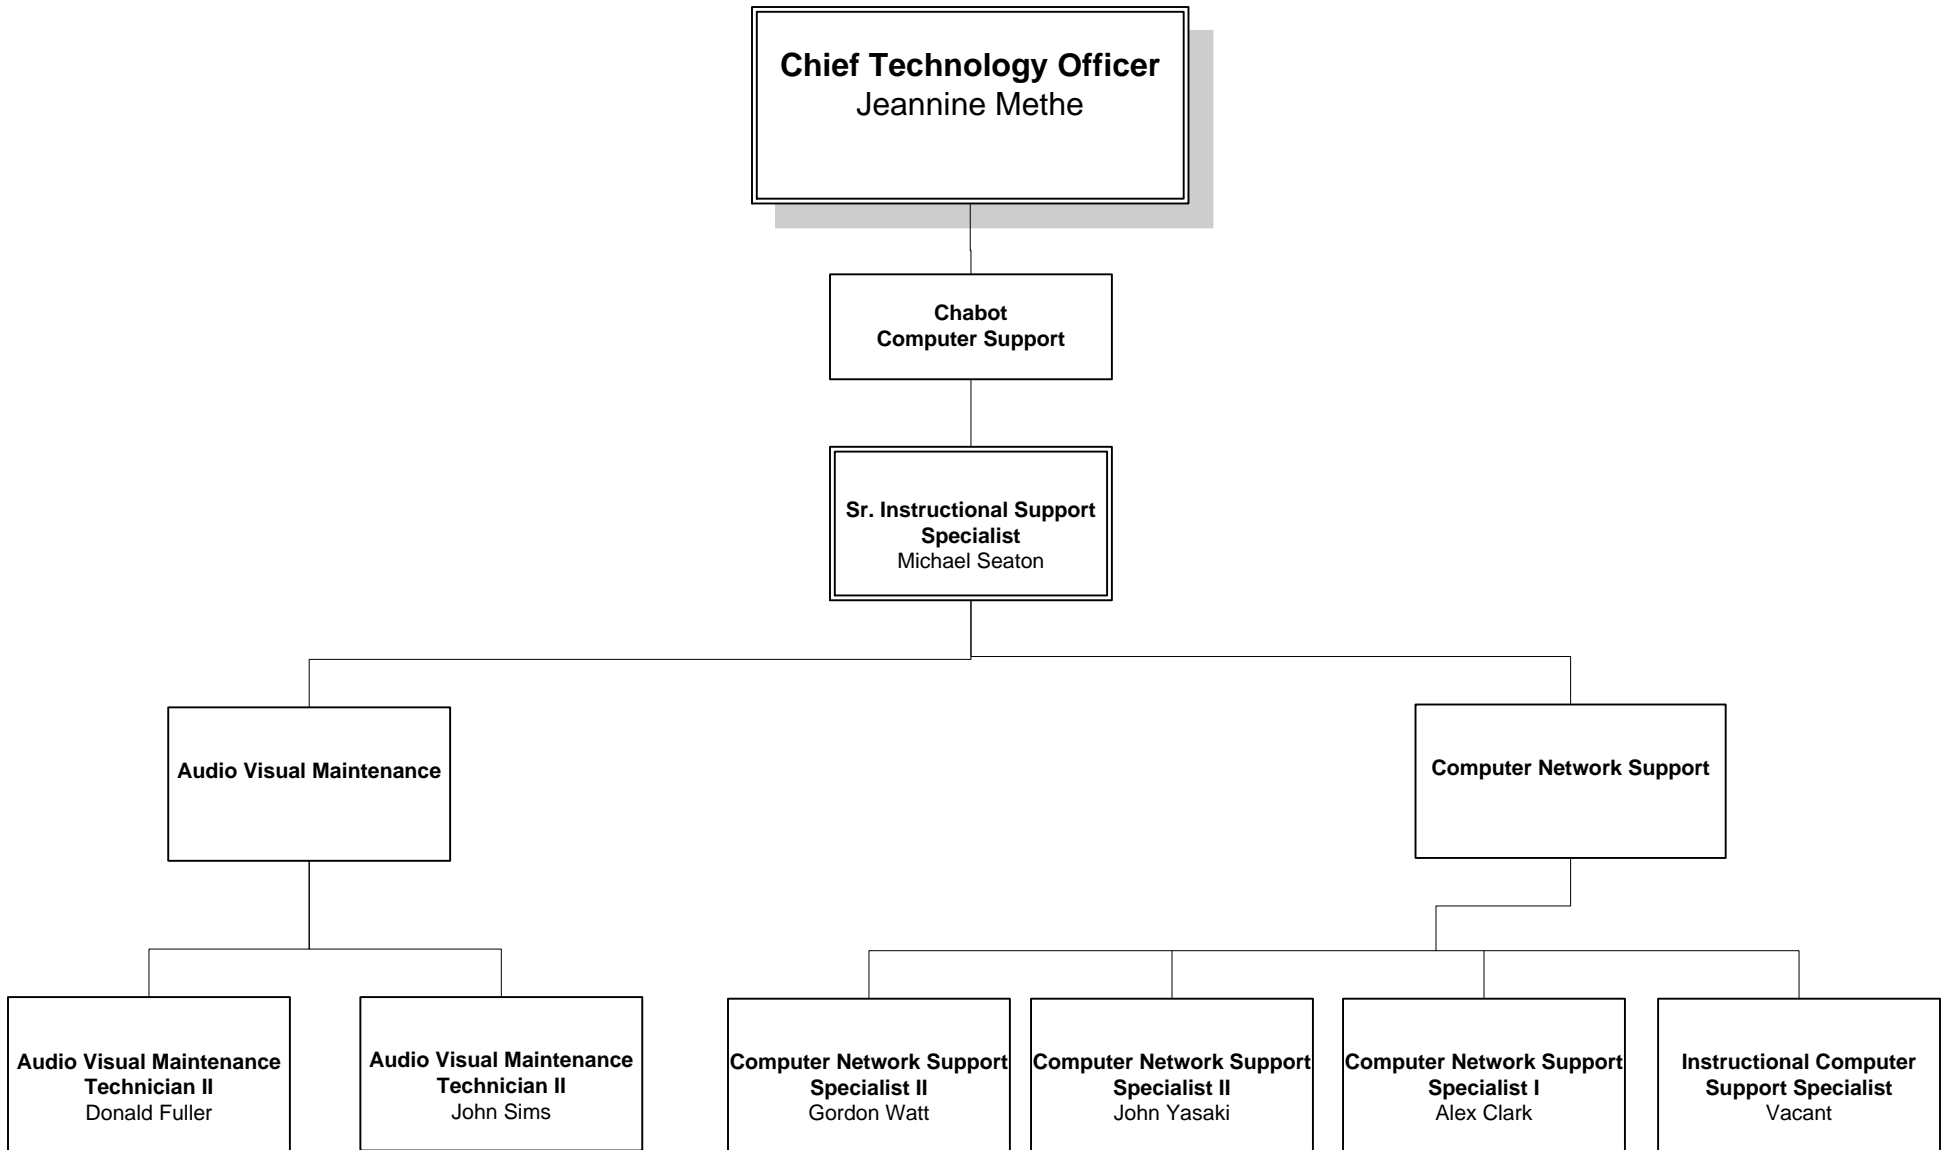 Chief Technology Officer
Jeannine Methe
Chabot
Computer Support
Sr. Instructional Support
Specialist
Michael Seaton
Audio Visual Maintenance
Computer Network Support
Audio Visual Maintenance
Technician II
Donald Fuller
Audio Visual Maintenance
Technician II
John Sims
Computer Network Support
Specialist II
Gordon Watt
Computer Network Support
Specialist II
John Yasaki
Computer Network Support
Specialist I
Alex Clark
Instructional Computer
Support Specialist
Vacant